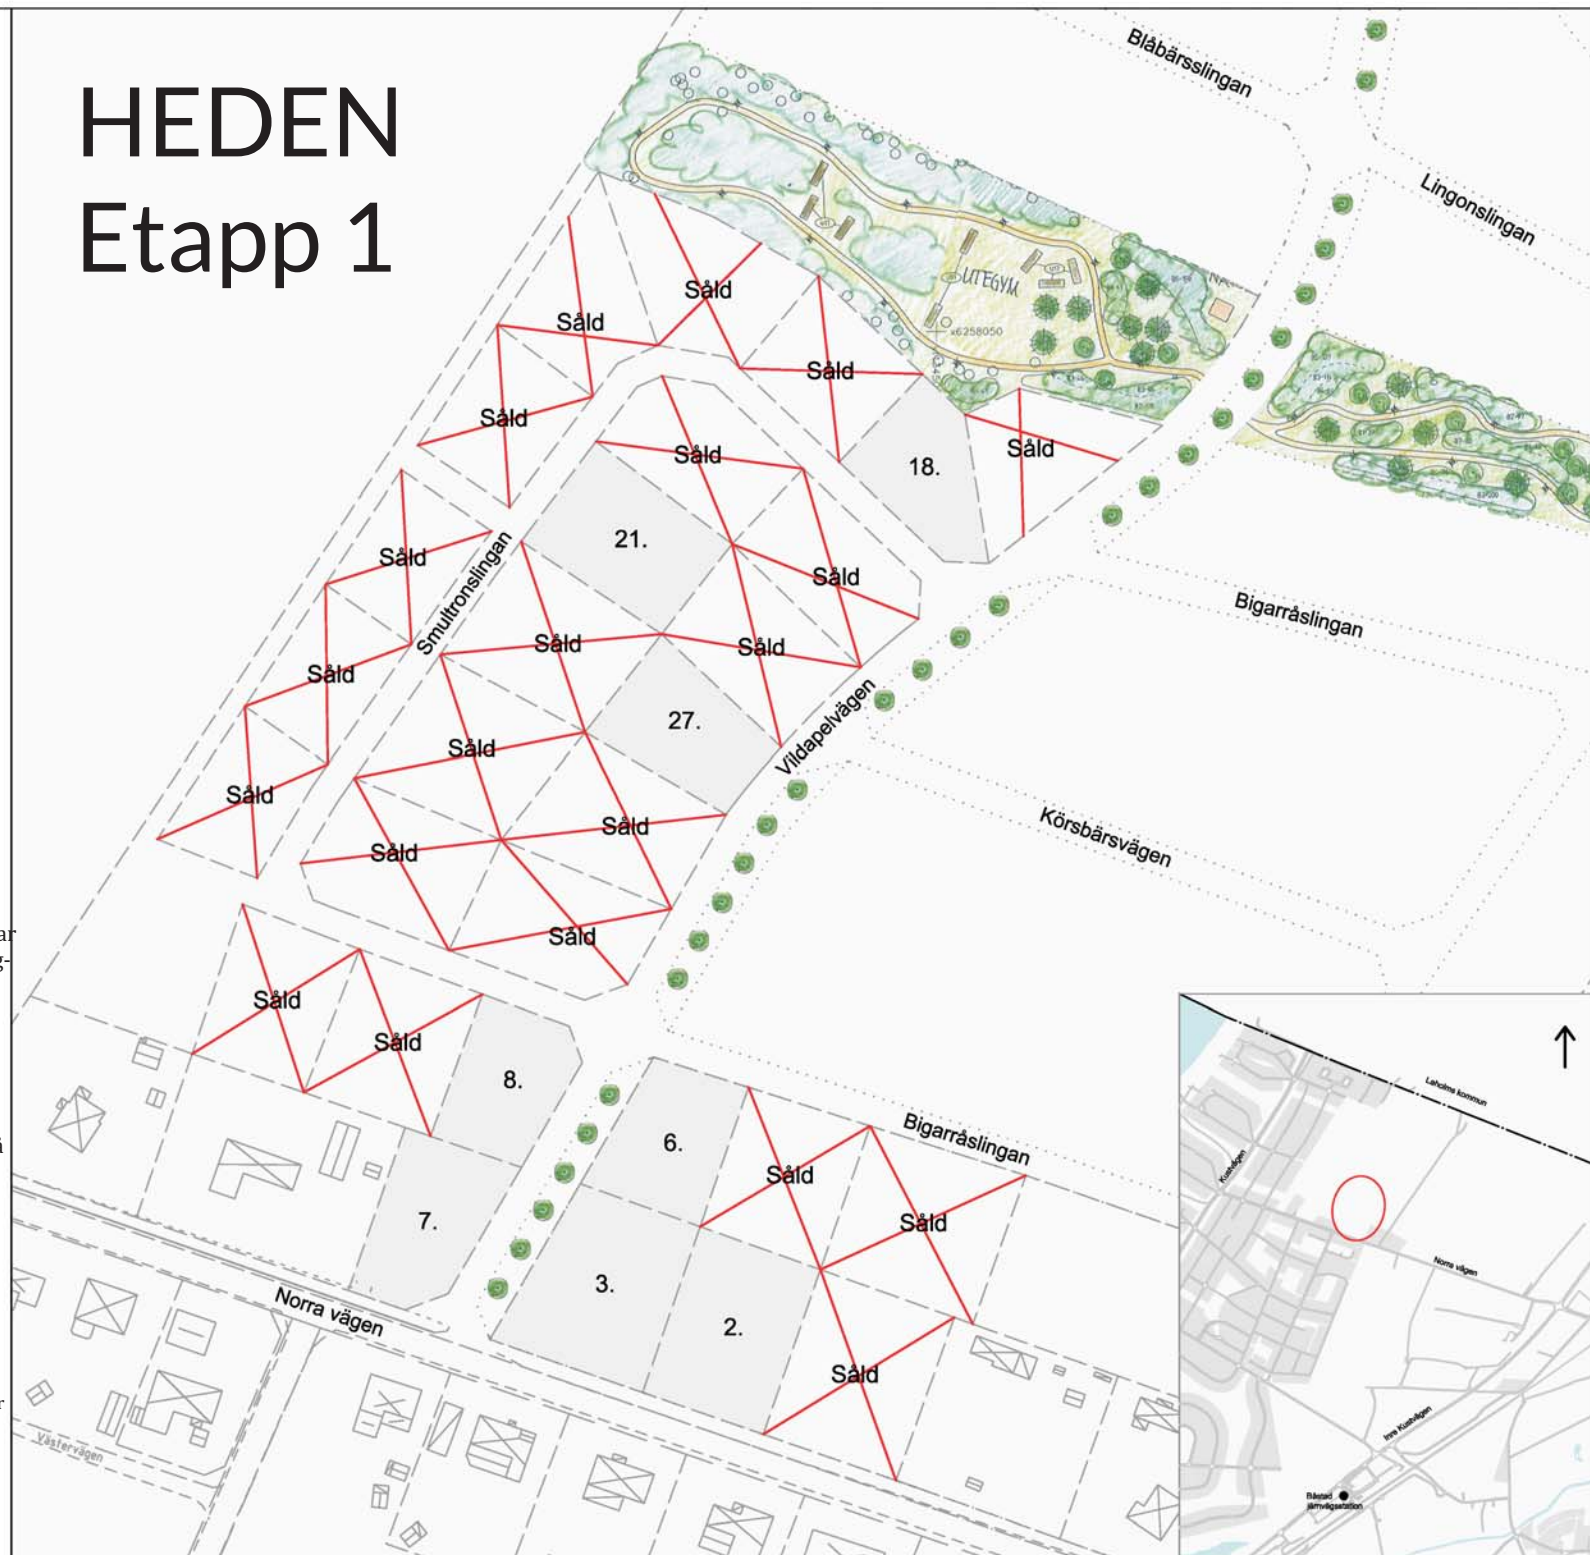 HEDEN
Etapp 1
Blåbärsslingan
Lingonslingan
UTEGYM
x6258050
Såld
Såld
Såld
Såld
Såld
Såld
18.
21.
Såld
Såld
Smultronslingan
Bigarråslingan
Såld
Såld
Såld
27.
Vildapelvägen
Såld
Såld
Såld
Körsbärsvägen
Såld
Såld
ar
g-
Såld
Såld
8.
6.
Bigarråslingan
Såld
Såld
7.
3.
2.
Norra vägen
Såld
r
Västervägen
Laholms kommun
Kustvägen
Norra vägen
Inre Kustvägen
Båstad
järnvägsstation